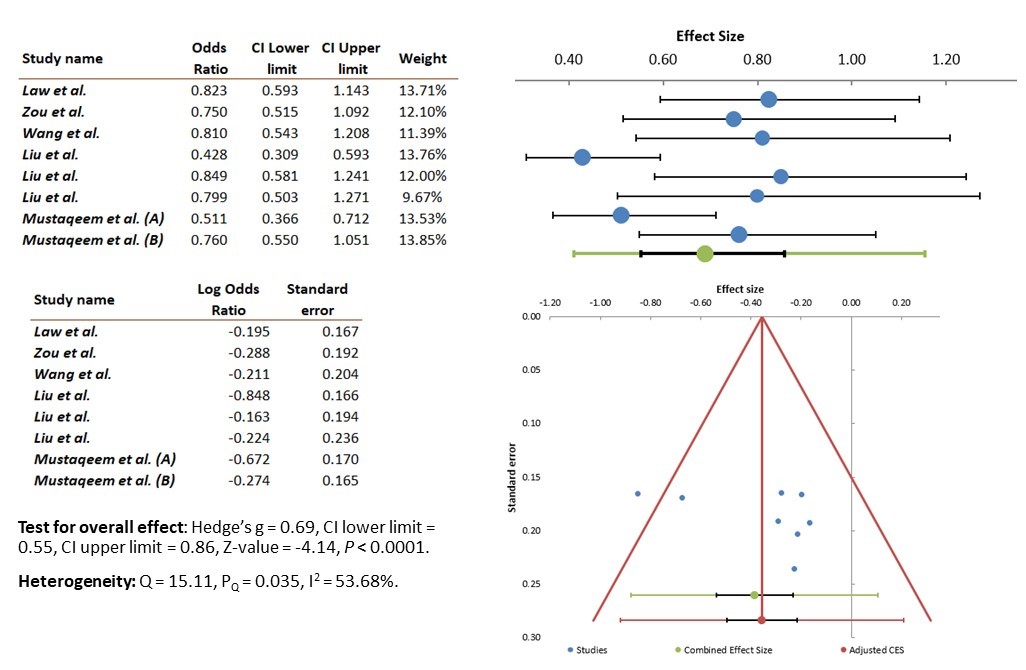 Study name Odds Ratio CI Lower limit CI Upper limit Weight
Law et al. 0.823 0.593 1.143 13.71%
Zou et al. 0.750 0.515 1.092 12.10%
Wang et al. 0.810 0.543 1.208 11.39%
Liu et al. 0.428 0.309 0.593 13.76%
Liu et al. 0.849 0.581 1.241 12.00%
Liu et al. 0.799 0.503 1.271 9.67%
Mustaqeem et al. (A) 0.511 0.366 0.712 13.53%
Mustaqeem et al. (B) 0.760 0.550 1.051 13.85%
Effect Size
0.40 0.60 0.80 1.00 1.20
Study name Log Odds Ratio Standard error
Law et al. -0.195 0.167
Zou et al. -0.288 0.192
Wang et al. -0.211 0.204
Liu et al. -0.848 0.166
Liu et al. -0.163 0.194
Liu et al. -0.224 0.236
Mustaqeem et al. (A) -0.672 0.170
Mustaqeem et al. (B) -0.274 0.165
Test for overall effect: Hedge's g = 0.69, CI lower limit =
0.55, CI upper limit = 0.86, Z-value = -4.14, P < 0.0001.
Heterogeneity: Q = 15.11, PQ = 0.035, I² = 53.68%.
Effect size
-1.20 -1.00 -0.80 -0.60 -0.40 -0.20 0.00 0.20
0.00
0.05
0.10
0.15
0.20
0.25
0.30
Standard error
Studies Combined Effect Size Adjusted CES